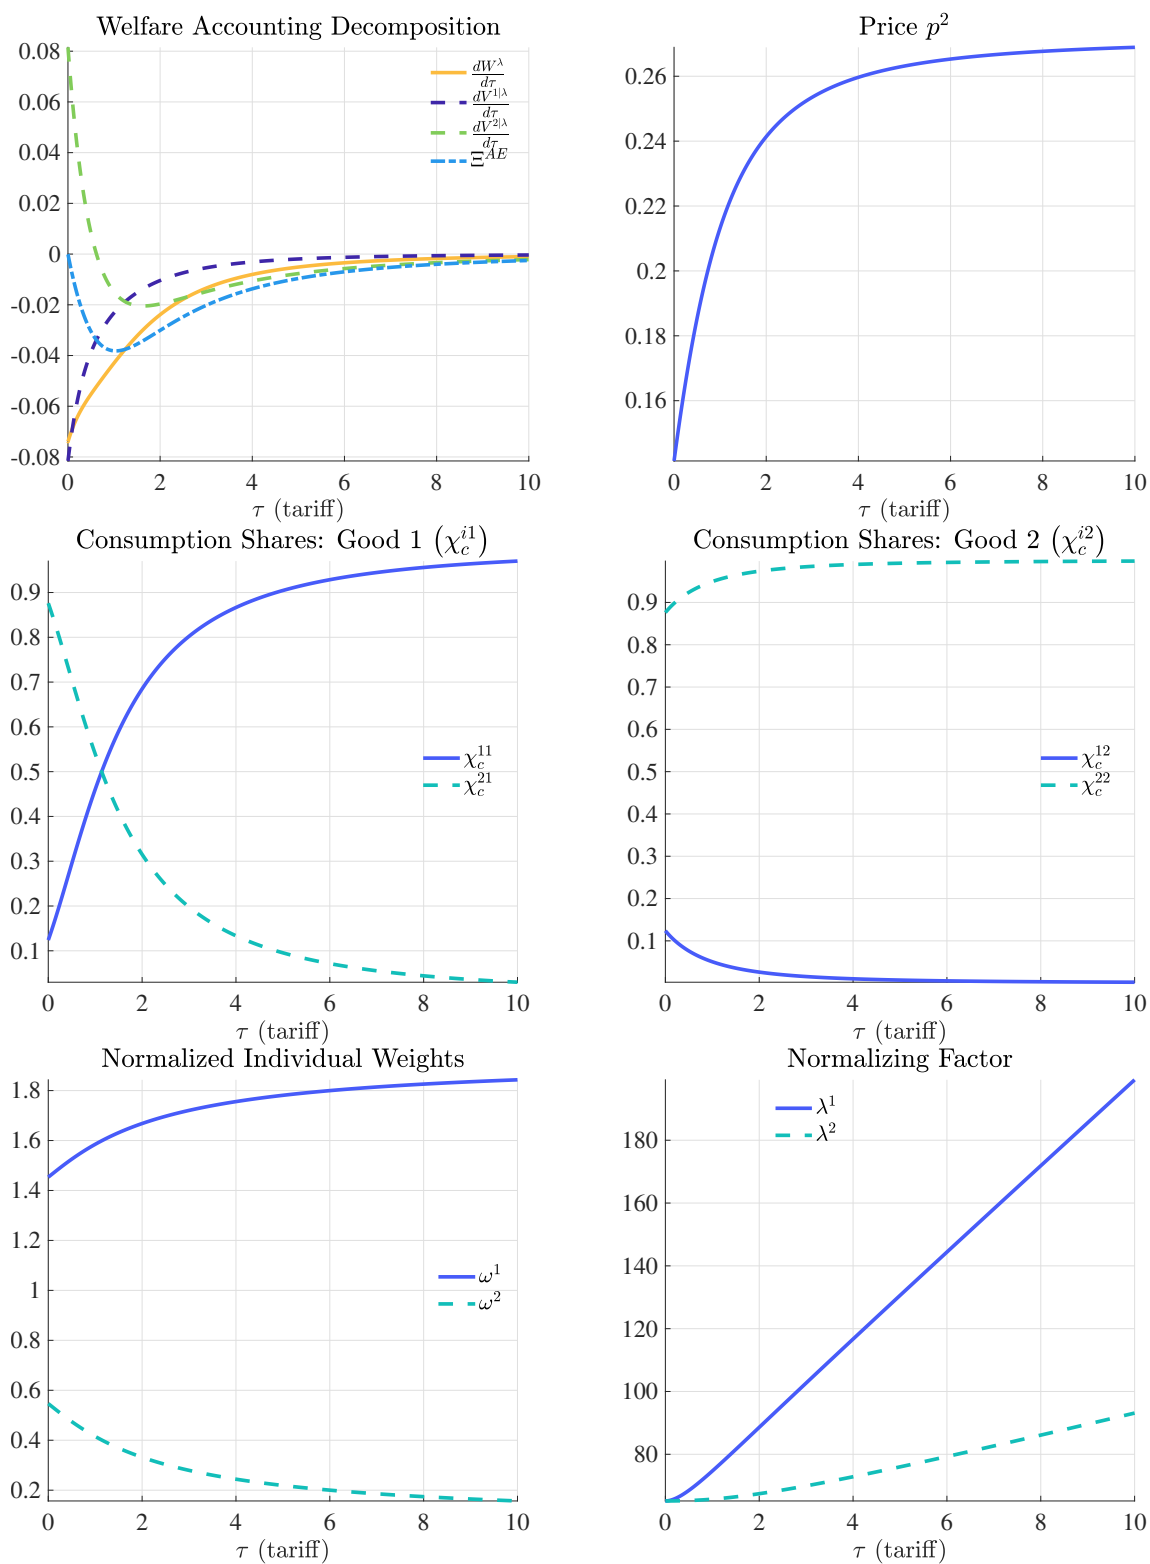 Welfare Accounting Decomposition
0.08
0.06
0.04
0.02
0
-0.02
-0.04
-0.06
-0.08
0 2 4 6 8 10
τ (tariff)
dW^λ/dτ
dV^{1|λ}/dτ
dV^{2|λ}/dτ
Ξ^{AE}
Price p²
0.26
0.24
0.22
0.2
0.18
0.16
0 2 4 6 8 10
τ (tariff)
Consumption Shares: Good 1 (χ_c^{i1})
0.9
0.8
0.7
0.6
0.5
0.4
0.3
0.2
0.1
0 2 4 6 8 10
τ (tariff)
χ_c^{11}
χ_c^{21}
Consumption Shares: Good 2 (χ_c^{i2})
0.9
0.8
0.7
0.6
0.5
0.4
0.3
0.2
0.1
0 2 4 6 8 10
τ (tariff)
χ_c^{12}
χ_c^{22}
Normalized Individual Weights
1.8
1.6
1.4
1.2
1
0.8
0.6
0.4
0.2
0 2 4 6 8 10
τ (tariff)
ω¹
ω²
Normalizing Factor
180
160
140
120
100
80
0 2 4 6 8 10
τ (tariff)
λ¹
λ²